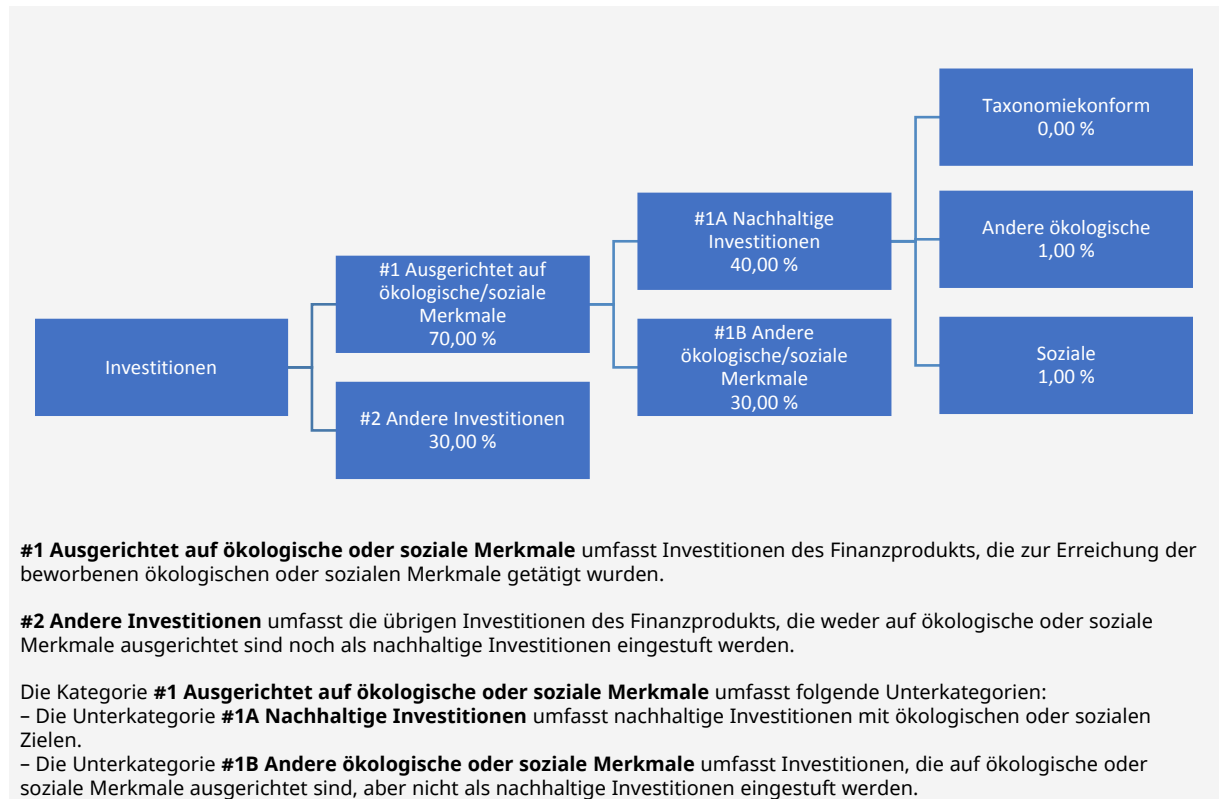 Investitionen
#1 Ausgerichtet auf
ökologische/soziale
Merkmale
70,00 %
#2 Andere Investitionen
30,00 %
#1A Nachhaltige
Investitionen
40,00 %
#1B Andere
ökologische/soziale
Merkmale
30,00 %
Taxonomiekonform
0,00 %
Andere ökologische
1,00 %
Soziale
1,00 %
#1 Ausgerichtet auf ökologische oder soziale Merkmale umfasst Investitionen des Finanzprodukts, die zur Erreichung der
beworbenen ökologischen oder sozialen Merkmale getätigt wurden.
#2 Andere Investitionen umfasst die übrigen Investitionen des Finanzprodukts, die weder auf ökologische oder soziale
Merkmale ausgerichtet sind noch als nachhaltige Investitionen eingestuft werden.
Die Kategorie #1 Ausgerichtet auf ökologische oder soziale Merkmale umfasst folgende Unterkategorien:
– Die Unterkategorie #1A Nachhaltige Investitionen umfasst nachhaltige Investitionen mit ökologischen oder sozialen
Zielen.
– Die Unterkategorie #1B Andere ökologische oder soziale Merkmale umfasst Investitionen, die auf ökologische oder
soziale Merkmale ausgerichtet sind, aber nicht als nachhaltige Investitionen eingestuft werden.